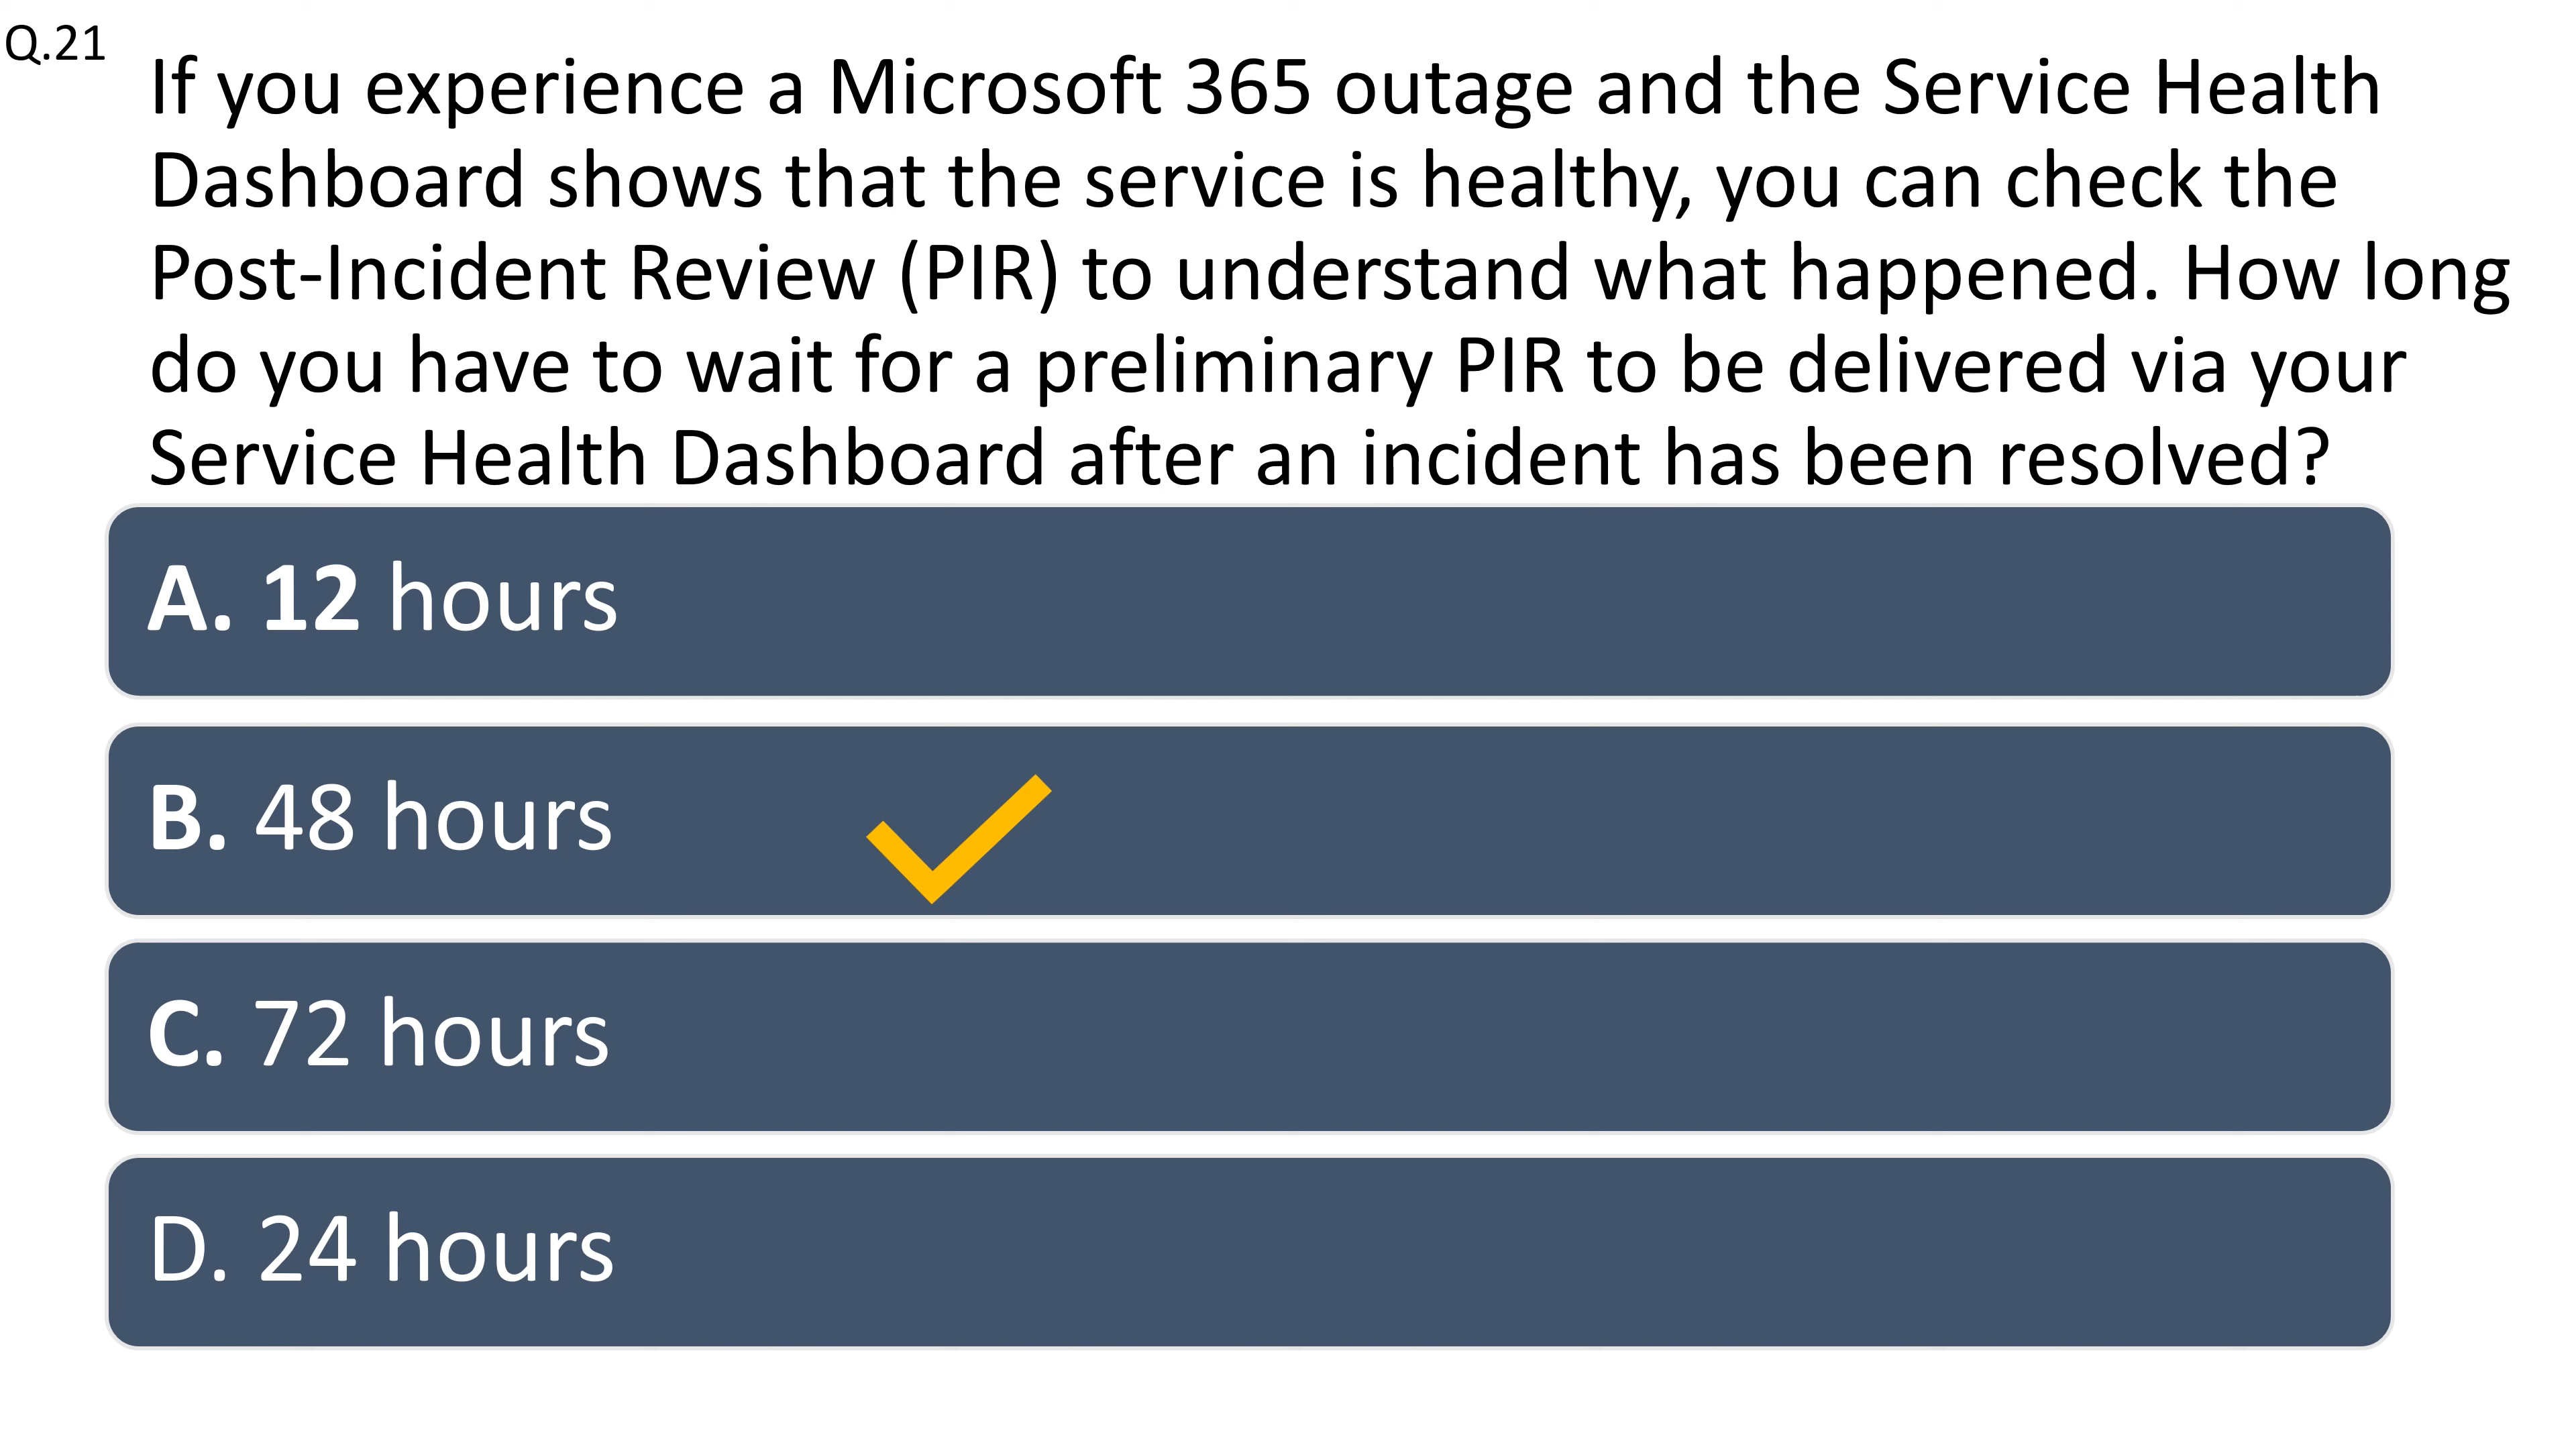 Q.21
If you experience a Microsoft 365 outage and the Service Health
Dashboard shows that the service is healthy, you can check the
Post-Incident Review (PIR) to understand what happened. How long
do you have to wait for a preliminary PIR to be delivered via your
Service Health Dashboard after an incident has been resolved?
A. 12 hours
B. 48 hours
C. 72 hours
D. 24 hours